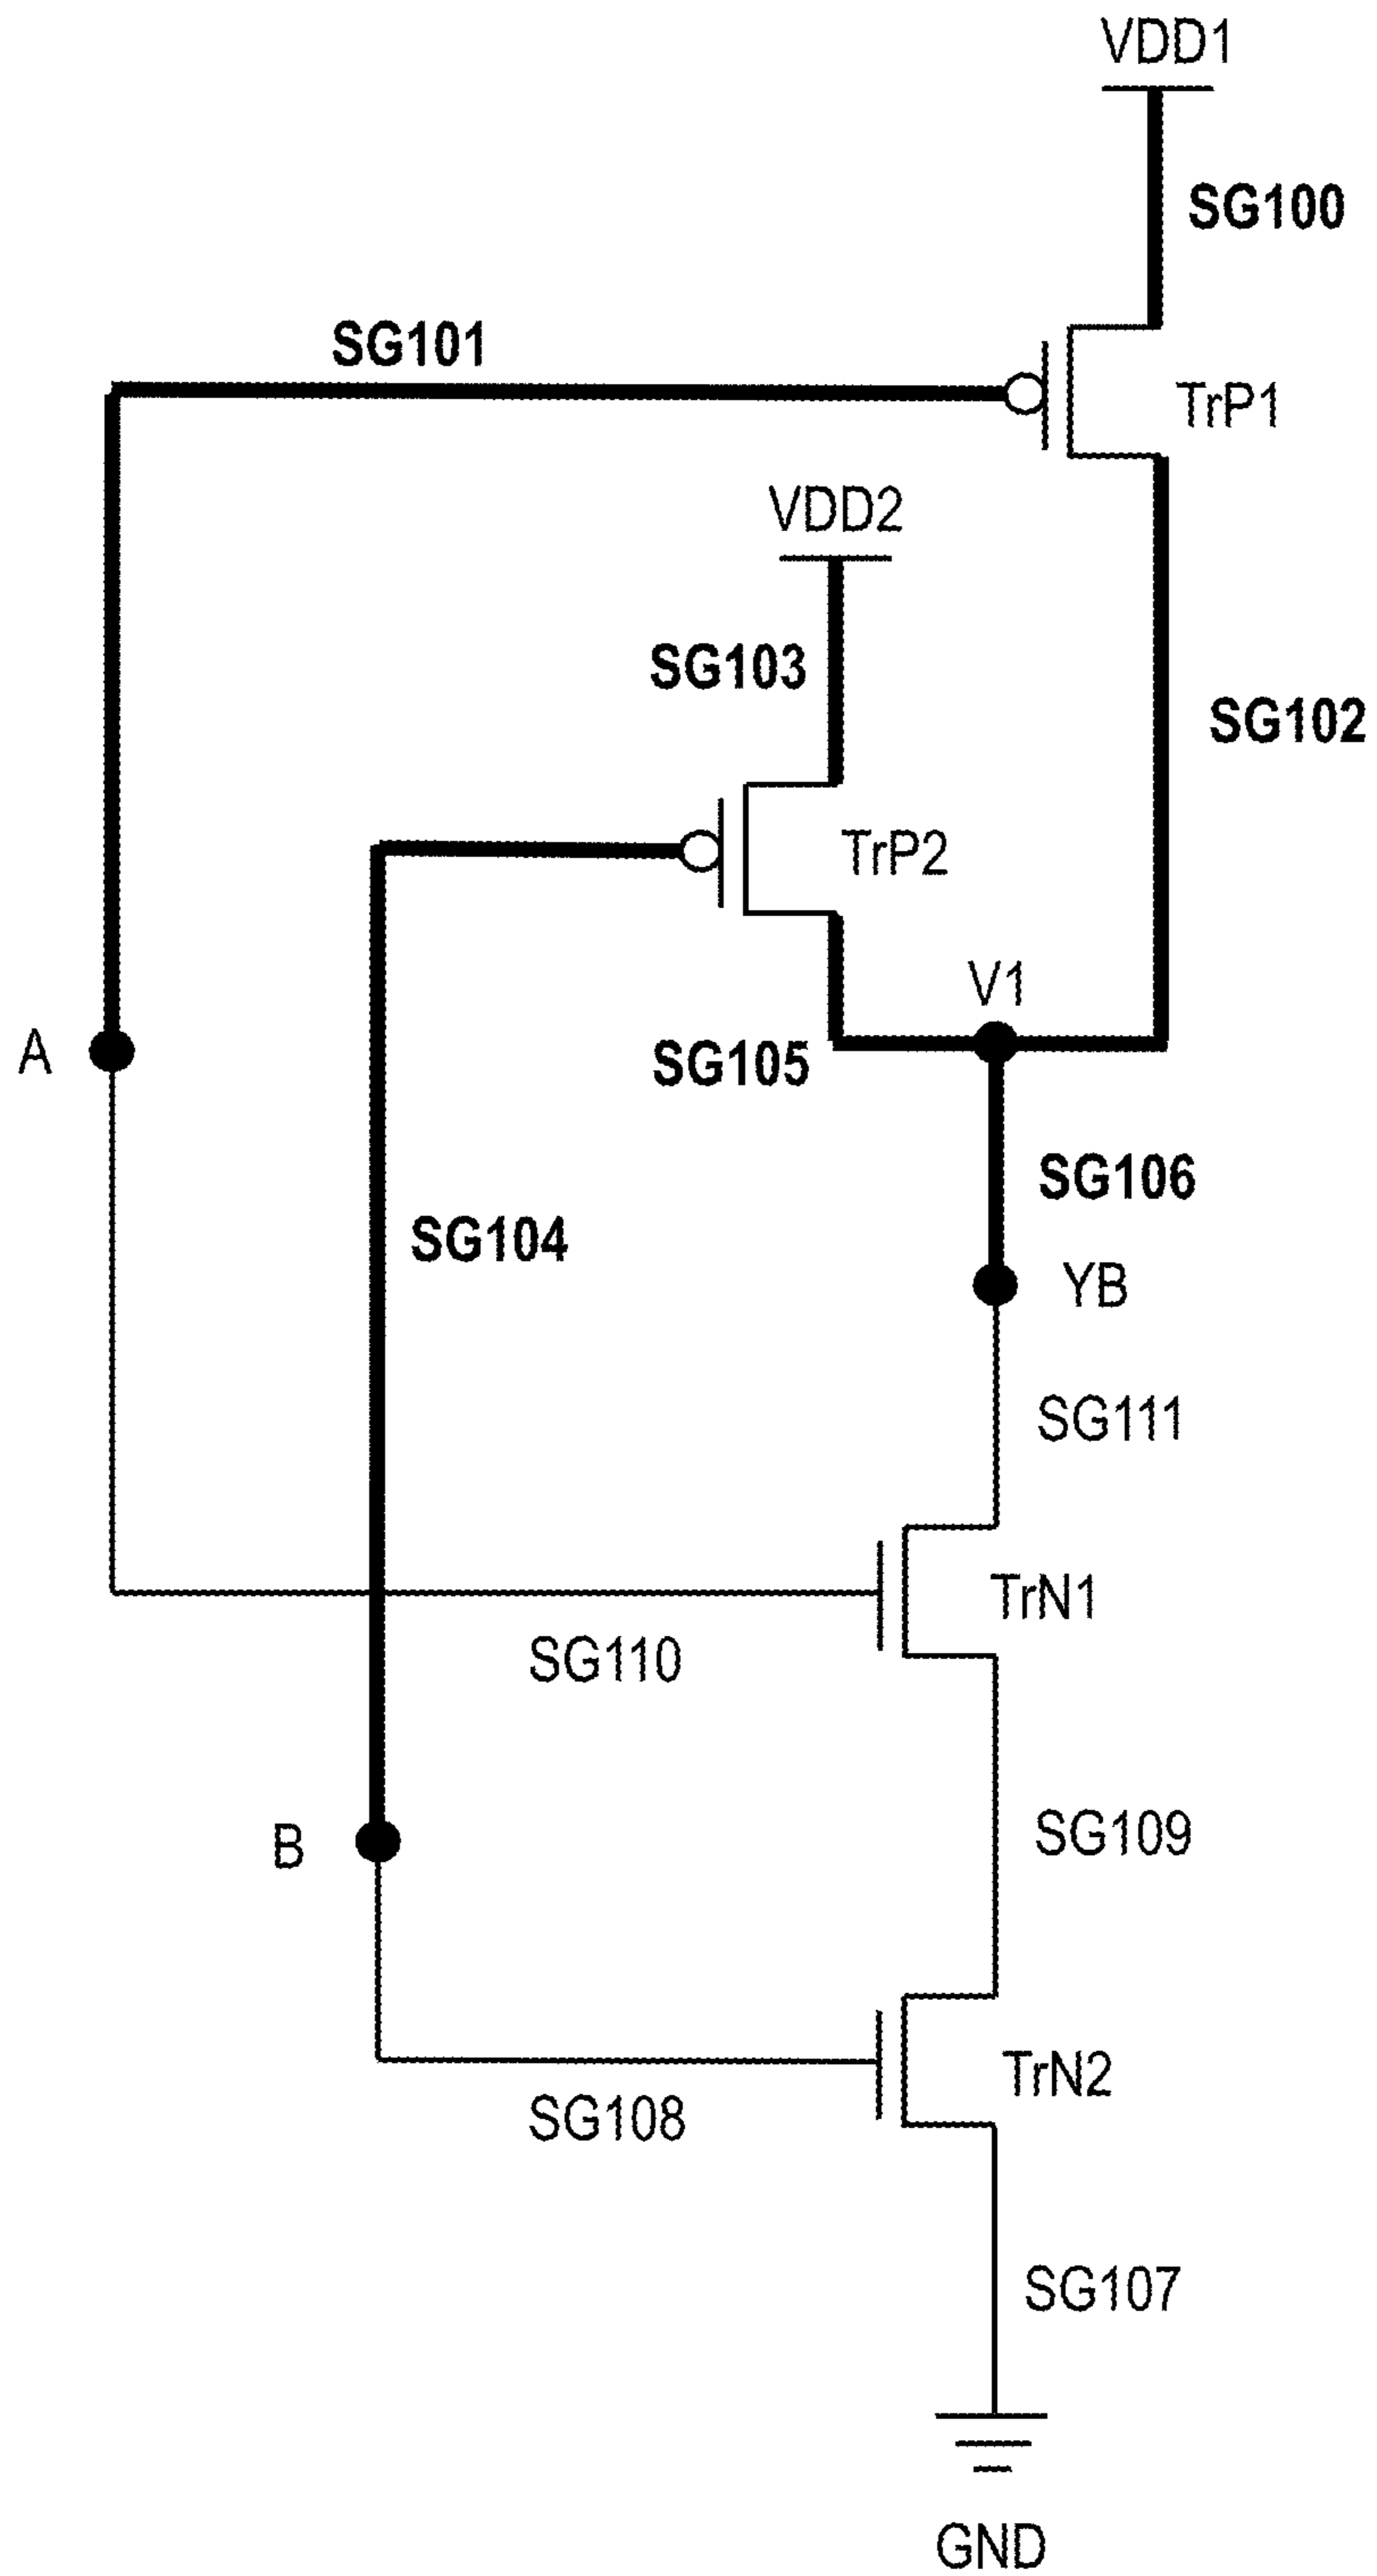 VDD1
SG100
SG101
TrP1
VDD2
SG103
SG102
TrP2
V1
A
SG105
SG106
SG104
YB
SG111
TrN1
SG110
SG109
B
TrN2
SG108
SG107
GND